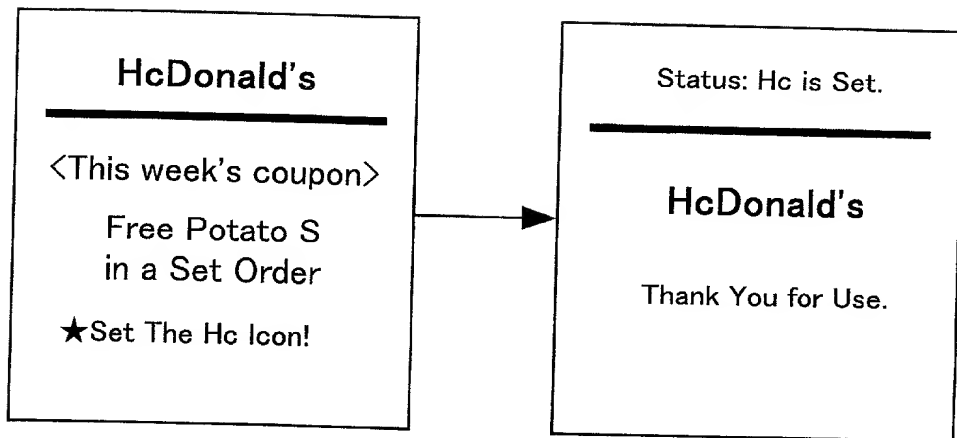 HcDonald's
<This week's coupon>
Free Potato S
in a Set Order
★Set The Hc Icon!
Status: Hc is Set.
HcDonald's
Thank You for Use.